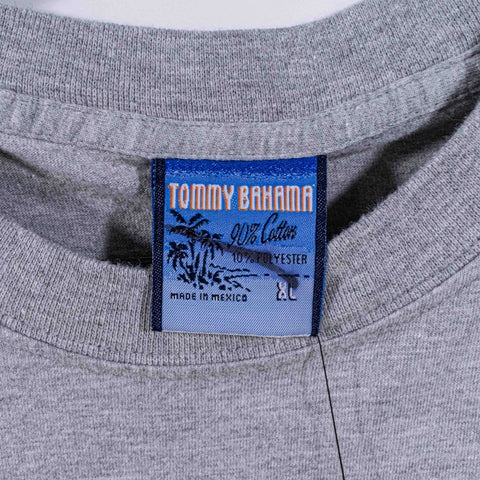 TOMMY BAHAMA
90% Cotton
10% POLYESTER
XL
MADE IN MEXICO